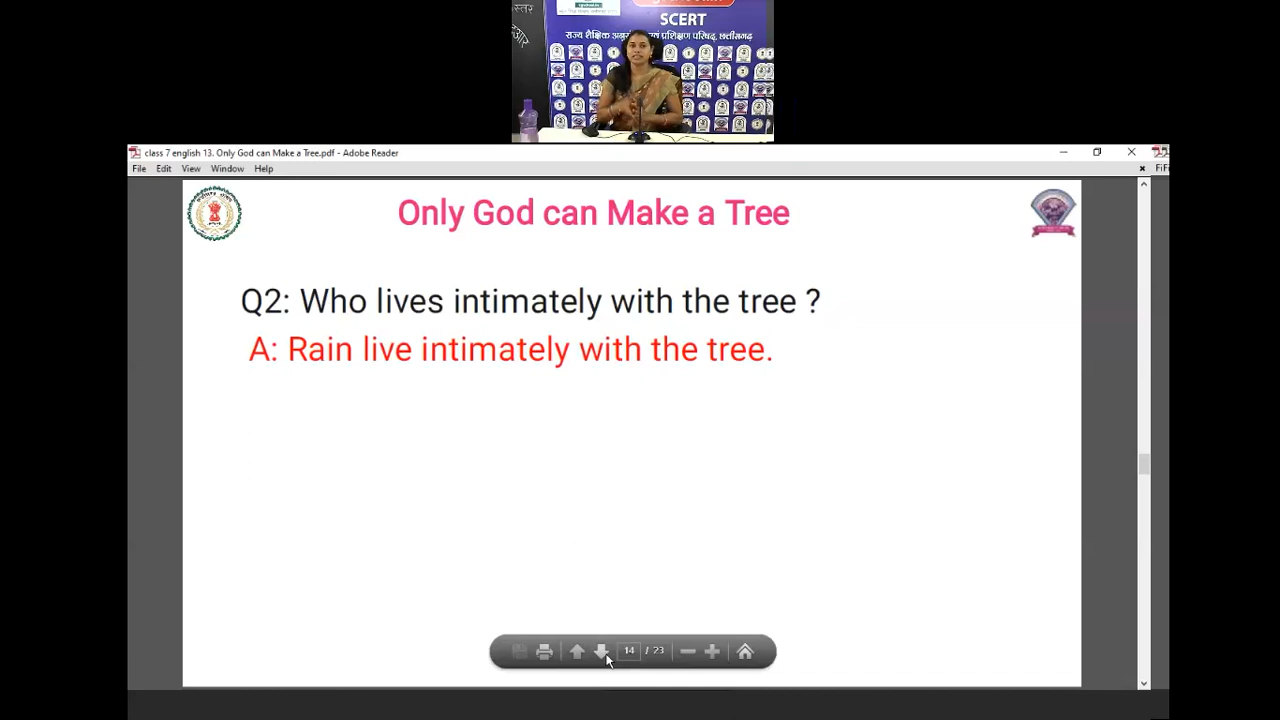 स्तर
SCERT
राज्य शैक्षिक अनुसंधान एवं प्रशिक्षण परिषद, छत्तीसगढ़
class 7 english 13. Only God can Make a Tree.pdf - Adobe Reader
File Edit View Window Help
Only God can Make a Tree
Q2: Who lives intimately with the tree ?
A: Rain live intimately with the tree.
14 / 23